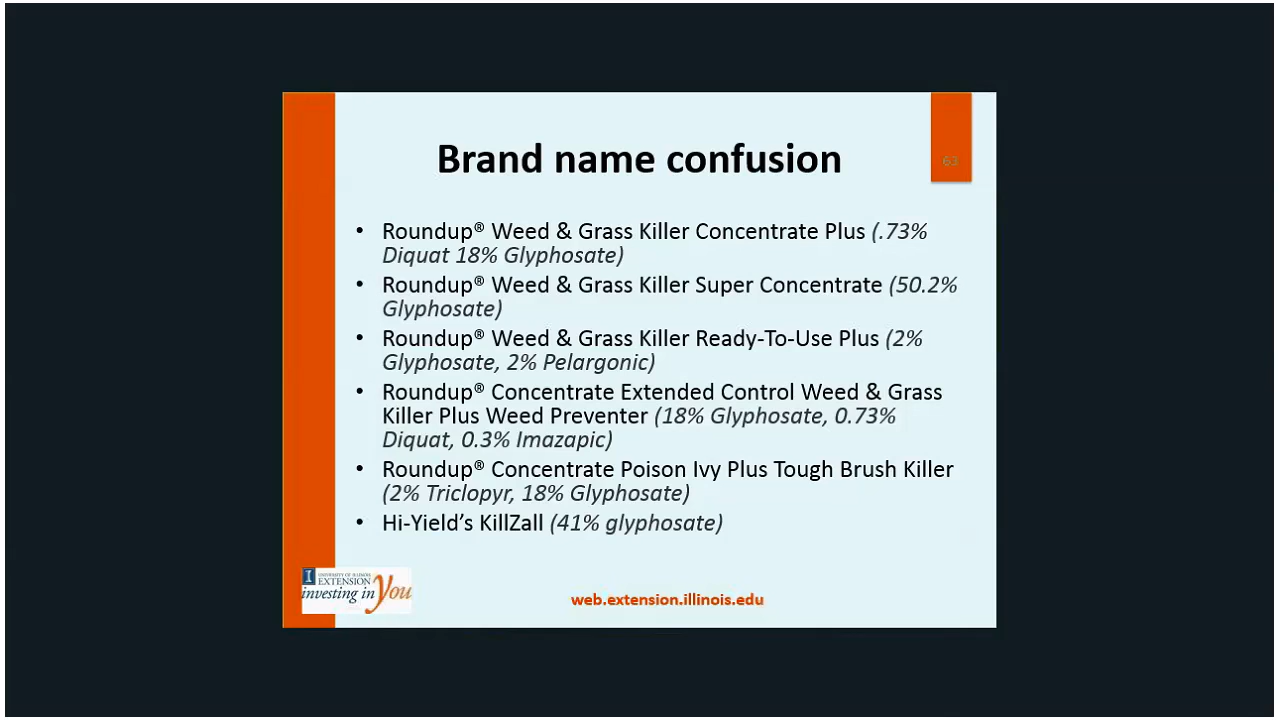 Brand name confusion
63
• Roundup® Weed & Grass Killer Concentrate Plus (.73%
Diquat 18% Glyphosate)
• Roundup® Weed & Grass Killer Super Concentrate (50.2%
Glyphosate)
• Roundup® Weed & Grass Killer Ready-To-Use Plus (2%
Glyphosate, 2% Pelargonic)
• Roundup® Concentrate Extended Control Weed & Grass
Killer Plus Weed Preventer (18% Glyphosate, 0.73%
Diquat, 0.3% Imazapic)
• Roundup® Concentrate Poison Ivy Plus Tough Brush Killer
(2% Triclopyr, 18% Glyphosate)
• Hi-Yield’s KillZall (41% glyphosate)
I
UNIVERSITY OF ILLINOIS
EXTENSION
investing in You
web.extension.illinois.edu